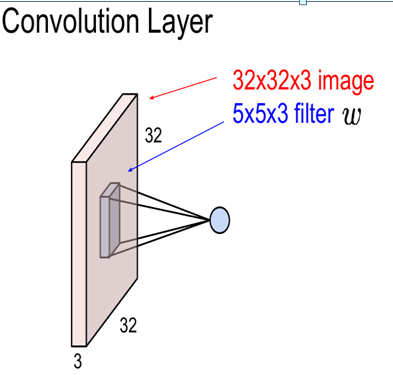 Convolution Layer
32x32x3 image
5x5x3 filter w
32
32
3